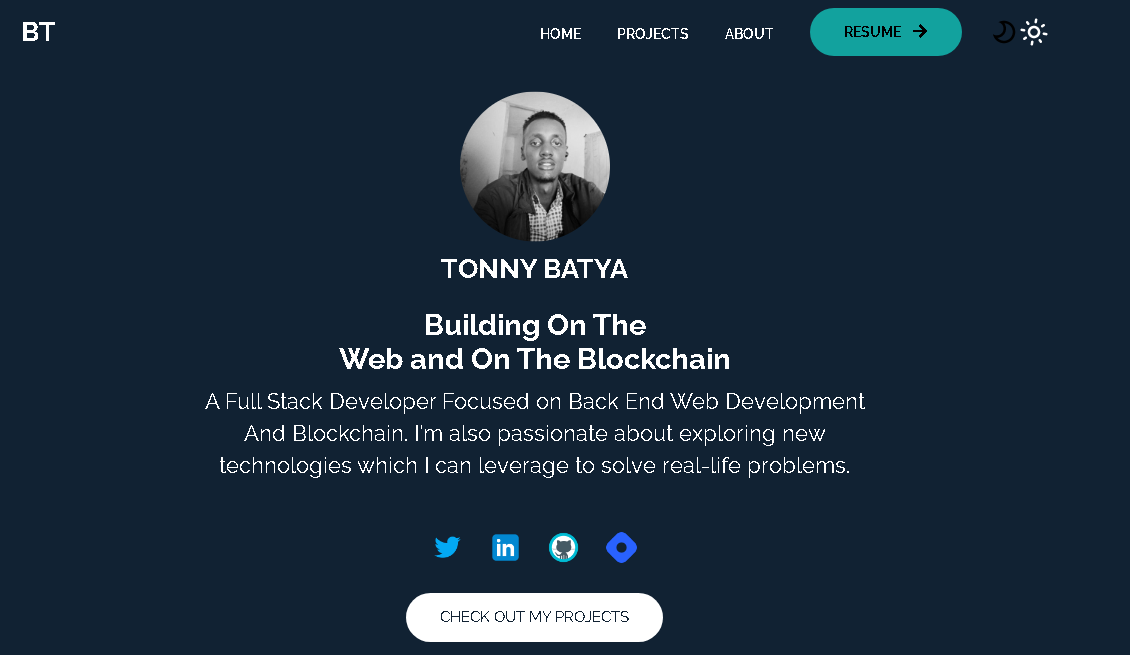 BT
HOME PROJECTS ABOUT RESUME
TONNY BATYA
Building On The
Web and On The Blockchain
A Full Stack Developer Focused on Back End Web Development
And Blockchain. I'm also passionate about exploring new
technologies which I can leverage to solve real-life problems.
in
CHECK OUT MY PROJECTS